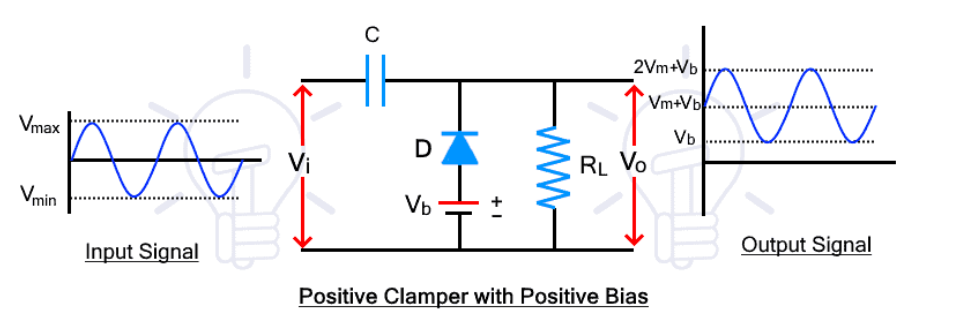 C
2Vm+Vb
Vm+Vb
Vb
Vmax
Vmin
Vi
D
Vb
+
−
RL
Vo
Input Signal
Output Signal
Positive Clamper with Positive Bias